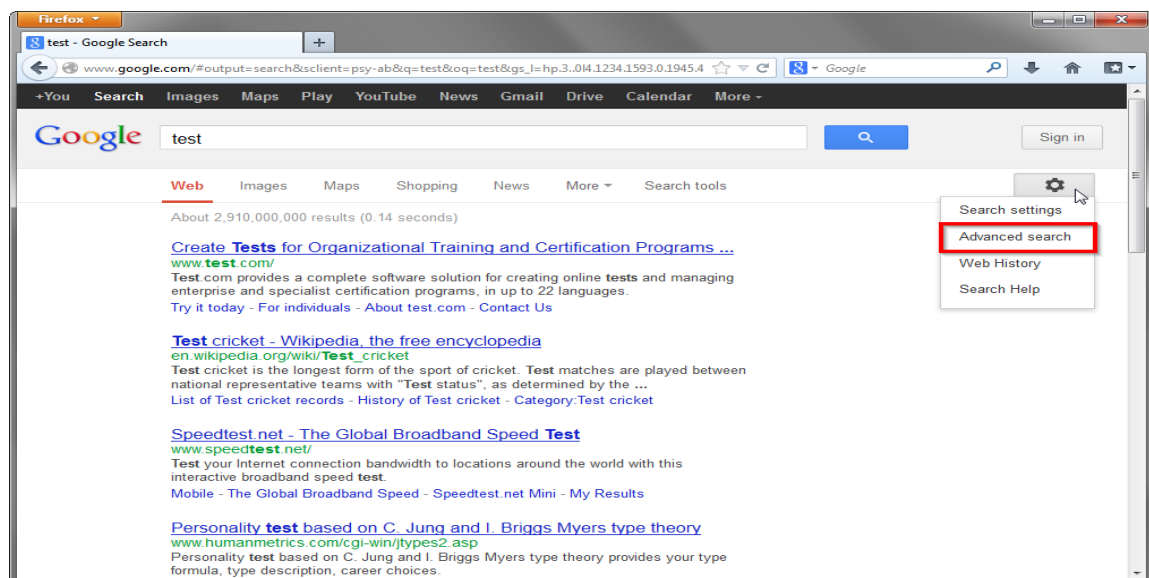 Firefox
test - Google Search
www.google.com/#output=search&sclient=psy-ab&q=test&oq=test&gs_l=hp.3..0l4.1234.1593.0.1945.4
Google
+You Search Images Maps Play YouTube News Gmail Drive Calendar More
Google test Sign in
Web Images Maps Shopping News More Search tools
Search settings
About 2,910,000,000 results (0.14 seconds)
Advanced search
Web History
Search Help
Create Tests for Organizational Training and Certification Programs ...
www.test.com/
Test.com provides a complete software solution for creating online tests and managing
enterprise and specialist certification programs, in up to 22 languages.
Try it today - For individuals - About test.com - Contact Us
Test cricket - Wikipedia, the free encyclopedia
en.wikipedia.org/wiki/Test_cricket
Test cricket is the longest form of the sport of cricket. Test matches are played between
national representative teams with "Test status", as determined by the ...
List of Test cricket records - History of Test cricket - Category:Test cricket
Speedtest.net - The Global Broadband Speed Test
www.speedtest.net/
Test your Internet connection bandwidth to locations around the world with this
interactive broadband speed test.
Mobile - The Global Broadband Speed - Speedtest.net Mini - My Results
Personality test based on C. Jung and I. Briggs Myers type theory
www.humanmetrics.com/cgi-win/jtypes2.asp
Personality test based on C. Jung and I. Briggs Myers type theory provides your type
formula, type description, career choices.